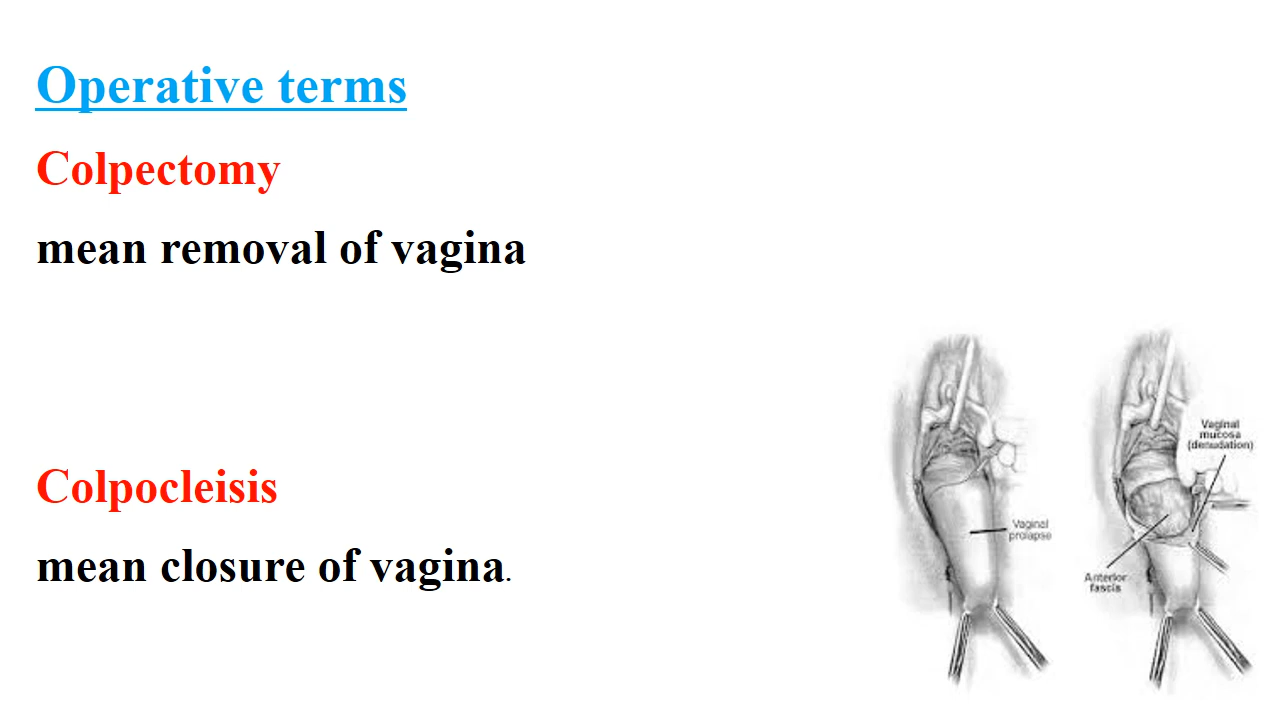 Operative terms
Colpectomy
mean removal of vagina
Colpocleisis
mean closure of vagina.
Vaginal
prolapse
Vaginal
mucosa
(denudation)
Anterior
fascia